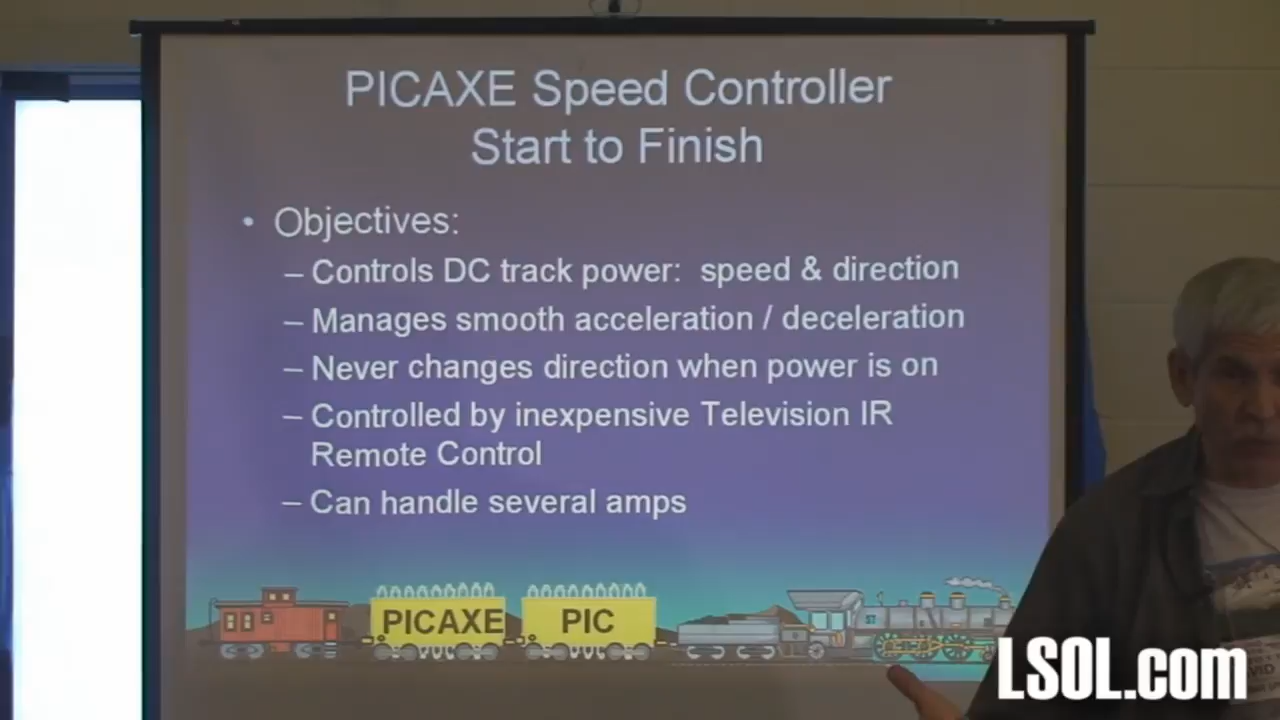 PICAXE Speed Controller
Start to Finish
• Objectives:
– Controls DC track power: speed & direction
– Manages smooth acceleration / deceleration
– Never changes direction when power is on
– Controlled by inexpensive Television IR
Remote Control
– Can handle several amps
PICAXE
PIC
LSOL.com